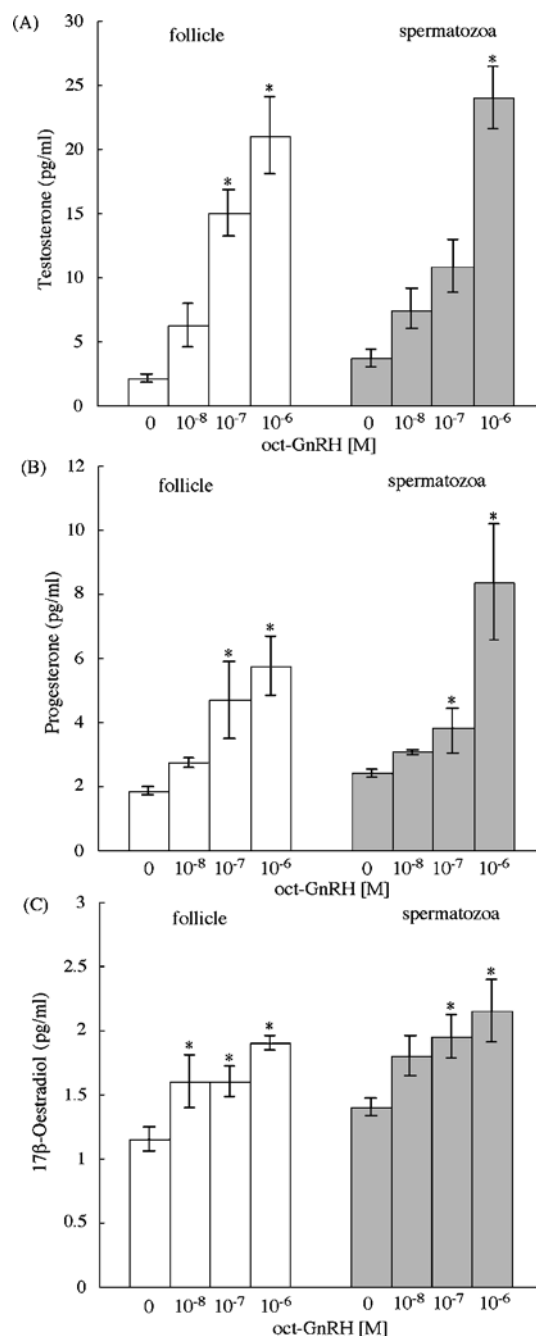 (A)
follicle
spermatozoa
Testosterone (pg/ml)
30
25
20
15
10
5
0
*
*
*
0 10⁻⁸ 10⁻⁷ 10⁻⁶ 0 10⁻⁸ 10⁻⁷ 10⁻⁶
oct-GnRH [M]
(B)
follicle
spermatozoa
Progesterone (pg/ml)
12
10
8
6
4
2
0
*
*
*
*
0 10⁻⁸ 10⁻⁷ 10⁻⁶ 0 10⁻⁸ 10⁻⁷ 10⁻⁶
oct-GnRH [M]
(C)
follicle
spermatozoa
17β-Oestradiol (pg/ml)
3
2.5
2
1.5
1
0.5
0
*
*
*
*
*
0 10⁻⁸ 10⁻⁷ 10⁻⁶ 0 10⁻⁸ 10⁻⁷ 10⁻⁶
oct-GnRH [M]